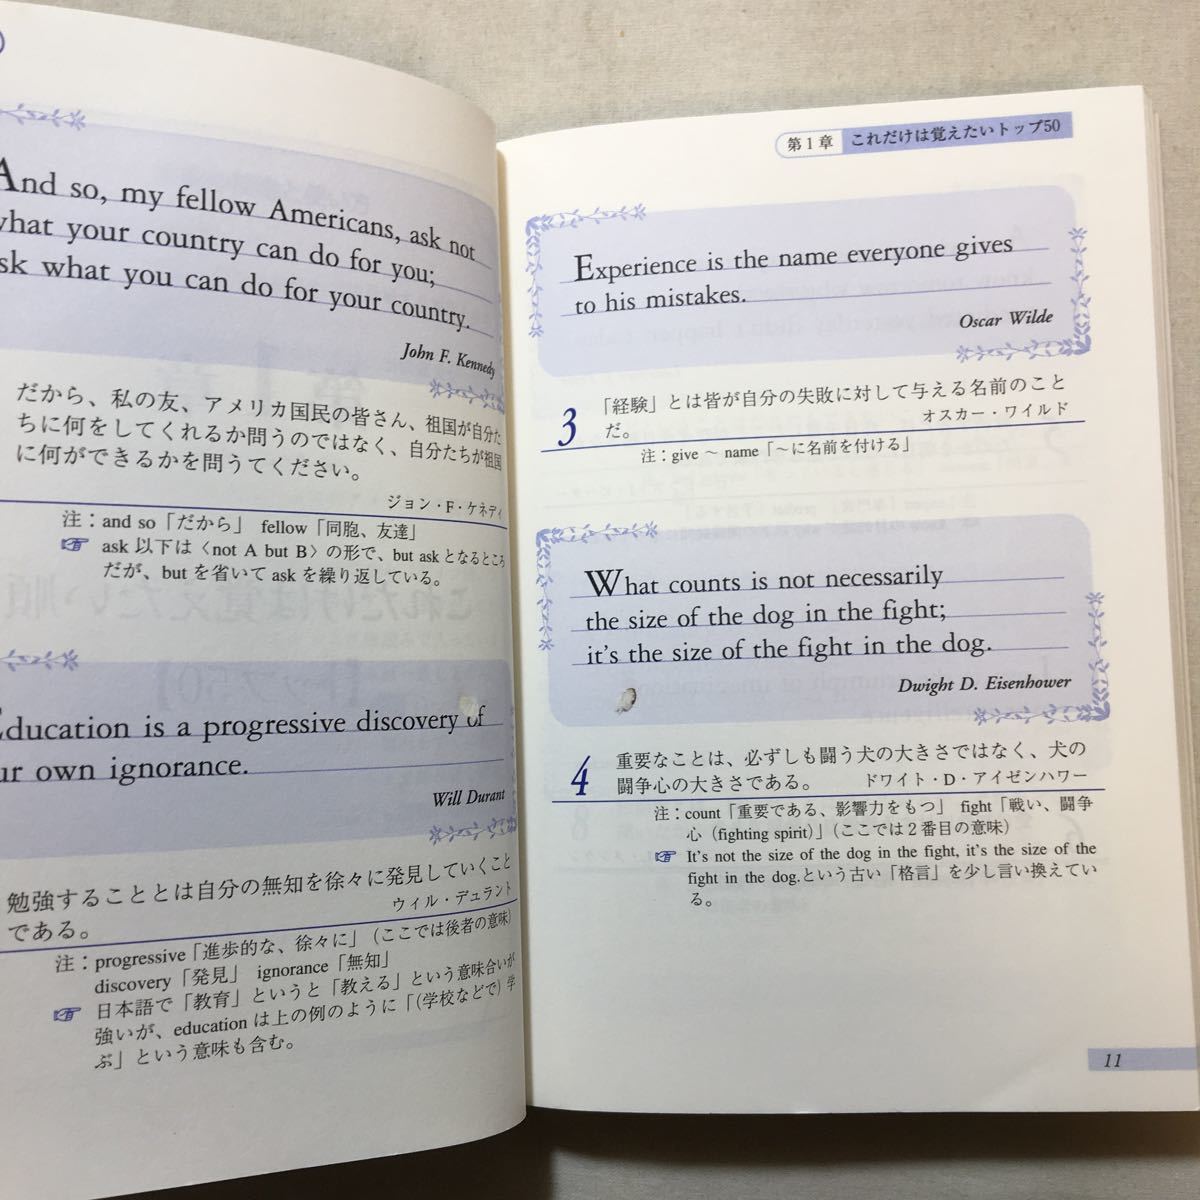 And so, my fellow Americans, ask not
what your country can do for you;
ask what you can do for your country.
John F. Kennedy
だから、私の友、アメリカ国民の皆さん、祖国が自分た
ちに何をしてくれるか問うのではなく、自分たちが祖国
に何ができるかを問うてください。
ジョン・F・ケネディ
注：and so「だから」 fellow「同胞、友達」
☞ ask 以下は〈not A but B〉の形で、but ask となるところ
だが、but を省いて ask を繰り返している。
Education is a progressive discovery of
our own ignorance.
Will Durant
勉強することとは自分の無知を徐々に発見していくこと
である。
ウィル・デュラント
注：progressive「進歩的な、徐々に」（ここでは後者の意味）
discovery「発見」 ignorance「無知」
☞ 日本語で「教育」というと「教える」という意味合いが
強いが、education は上の例のように「（学校などで）学
ぶ」という意味も含む。
第1章 これだけは覚えたいトップ50
Experience is the name everyone gives
to his mistakes.
Oscar Wilde
3 「経験」とは皆が自分の失敗に対して与える名前のこと
だ。 オスカー・ワイルド
注：give ～ name「～に名前を付ける」
What counts is not necessarily
the size of the dog in the fight;
it's the size of the fight in the dog.
Dwight D. Eisenhower
4 重要なことは、必ずしも闘う犬の大きさではなく、犬の
闘争心の大きさである。 ドワイト・D・アイゼンハワー
注：count「重要である、影響力をもつ」 fight「戦い、闘争
心（fighting spirit）」（ここでは2番目の意味）
☞ It's not the size of the dog in the fight, it's the size of the
fight in the dog.という古い「格言」を少し言い換えてい
る。
11